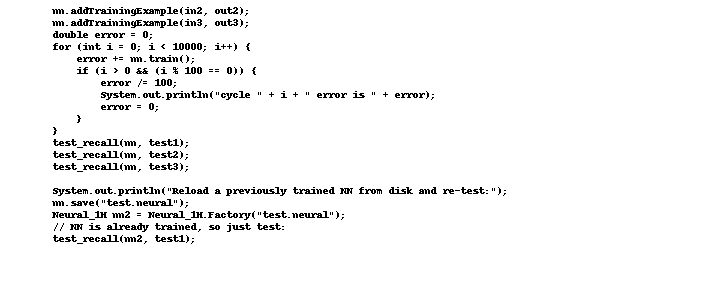 nn.addTrainingExample(in2, out2);
nn.addTrainingExample(in3, out3);
double error = 0;
for (int i = 0; i < 10000; i++) {
error += nn.train();
if (i > 0 && (i % 100 == 0)) {
error /= 100;
System.out.println("cycle " + i + " error is " + error);
error = 0;
}
}
test_recall(nn, test1);
test_recall(nn, test2);
test_recall(nn, test3);
System.out.println("Reload a previously trained NN from disk and re-test:");
nn.save("test.neural");
Neural_1H nn2 = Neural_1H.Factory("test.neural");
// NN is already trained, so just test:
test_recall(nn2, test1);